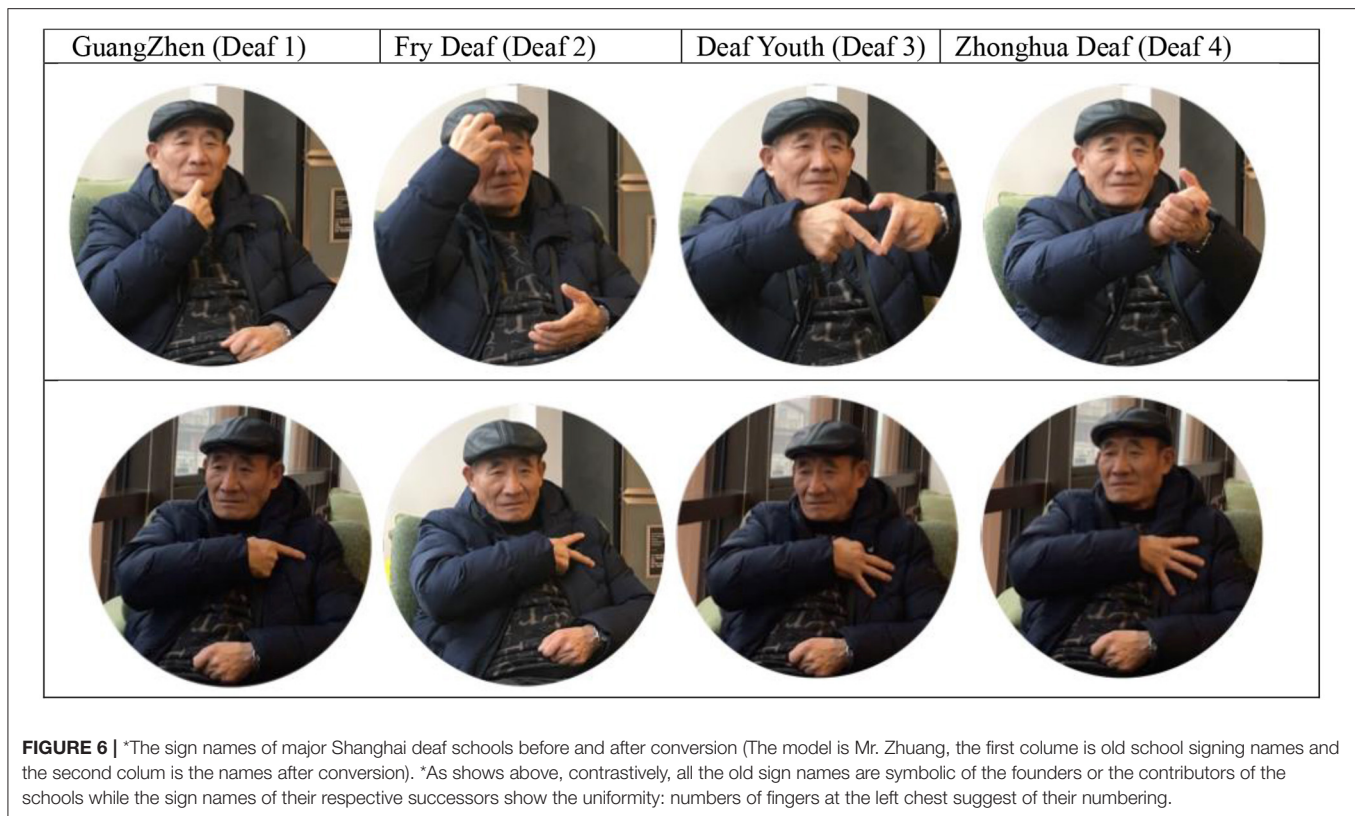 GuangZhen (Deaf 1) Fry Deaf (Deaf 2) Deaf Youth (Deaf 3) Zhonghua Deaf (Deaf 4)
FIGURE 6 | *The sign names of major Shanghai deaf schools before and after conversion (The model is Mr. Zhuang, the first colume is old school signing names and
the second colum is the names after conversion). *As shows above, contrastively, all the old sign names are symbolic of the founders or the contributors of the
schools while the sign names of their respective successors show the uniformity: numbers of fingers at the left chest suggest of their numbering.